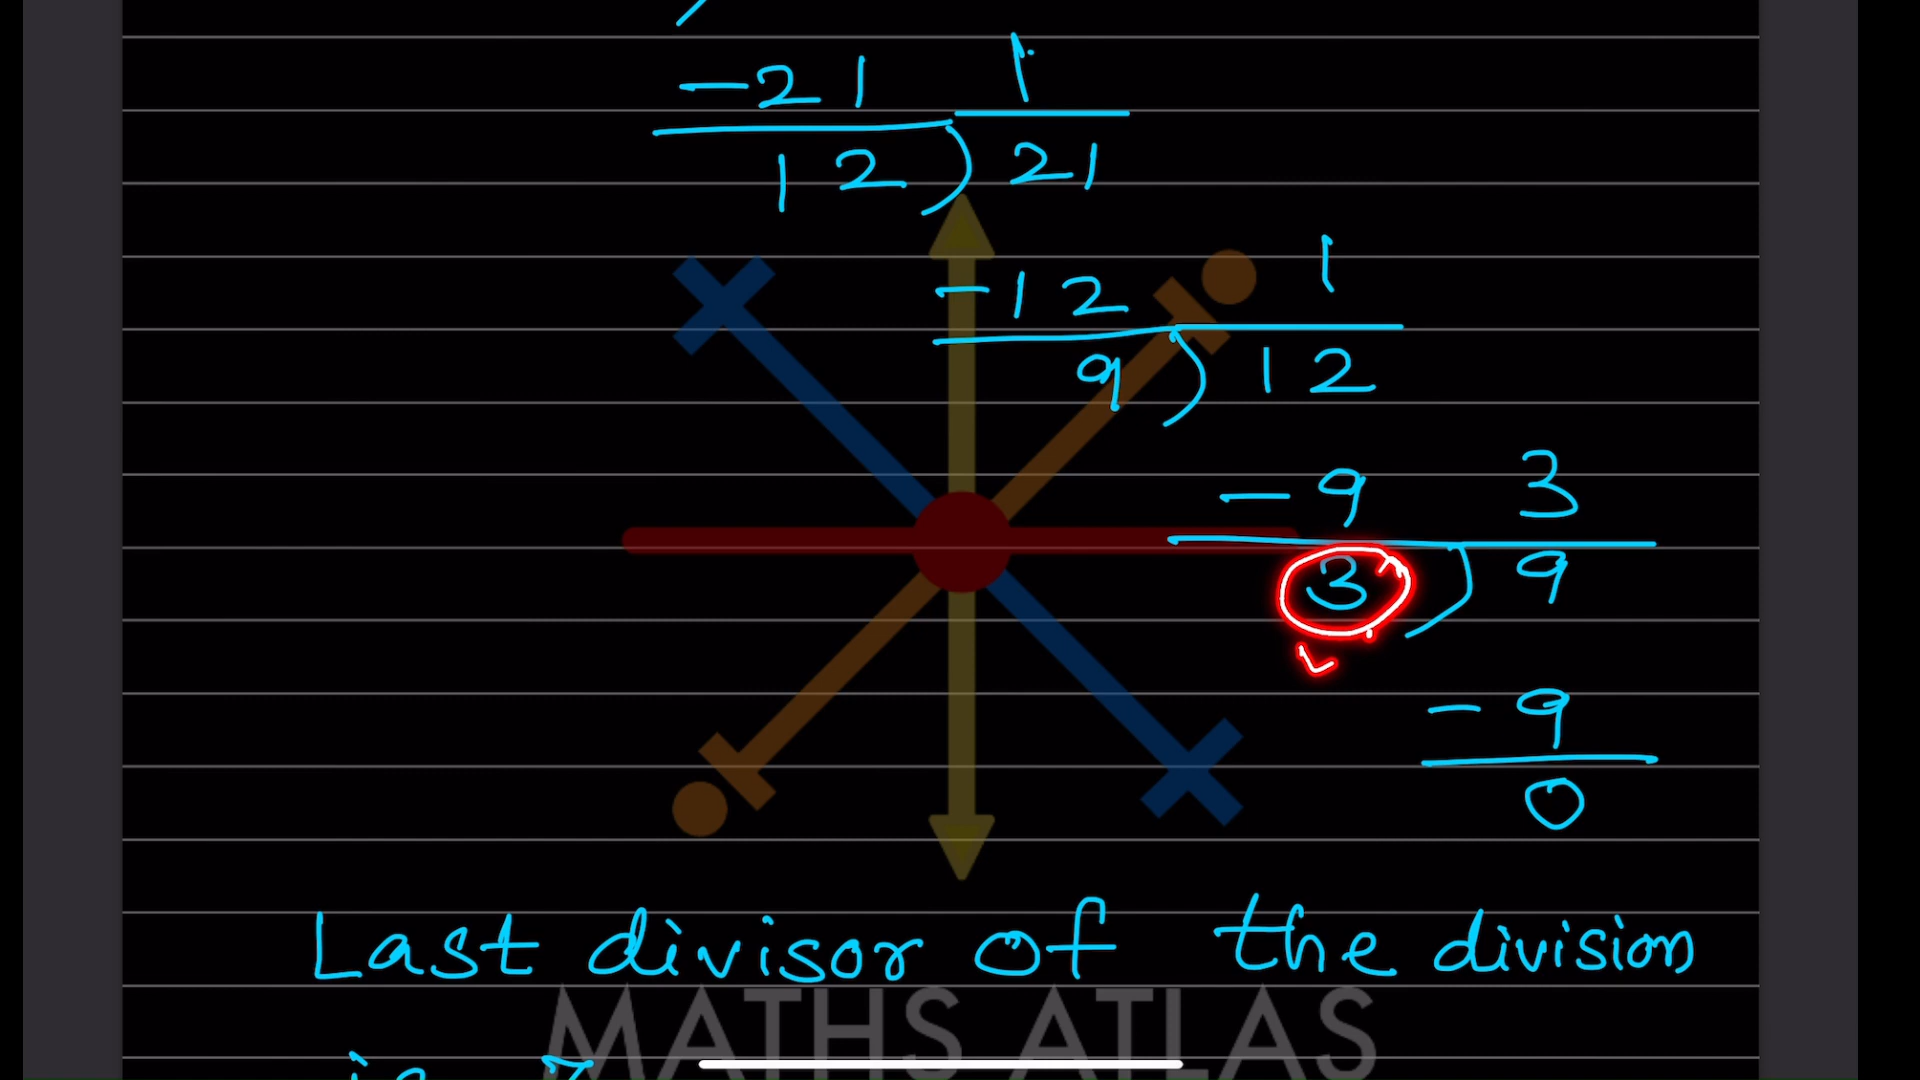 -21 1
12) 21
-12 1
9) 12
-9 3
3) 9
-9
0
Last divisor of the division
MATHS ATLAS
is